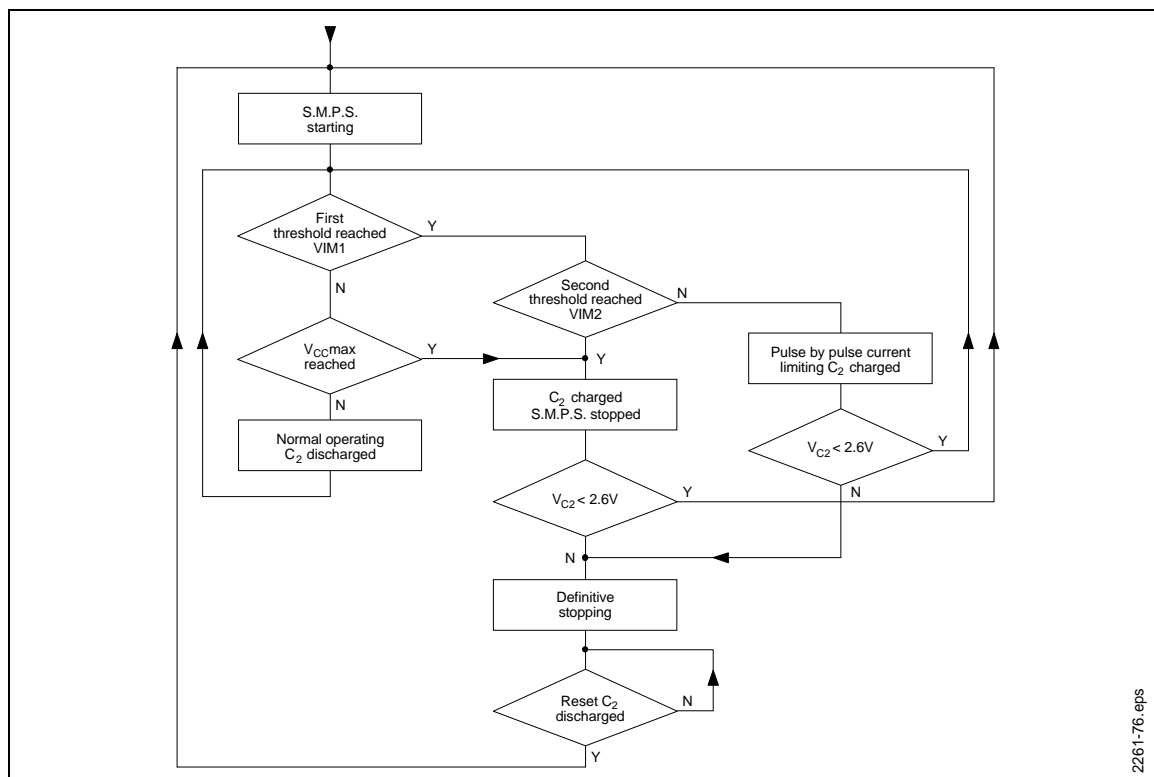 S.M.P.S.
starting
First
threshold reached
VIM1
Y
N
Second
threshold reached
VIM2
N
Y
VCCmax
reached
Y
N
Pulse by pulse current
limiting C2 charged
C2 charged
S.M.P.S. stopped
Normal operating
C2 discharged
VC2 < 2.6V
Y
N
VC2 < 2.6V
Y
N
Definitive
stopping
Reset C2
discharged
N
Y
2261-76.eps